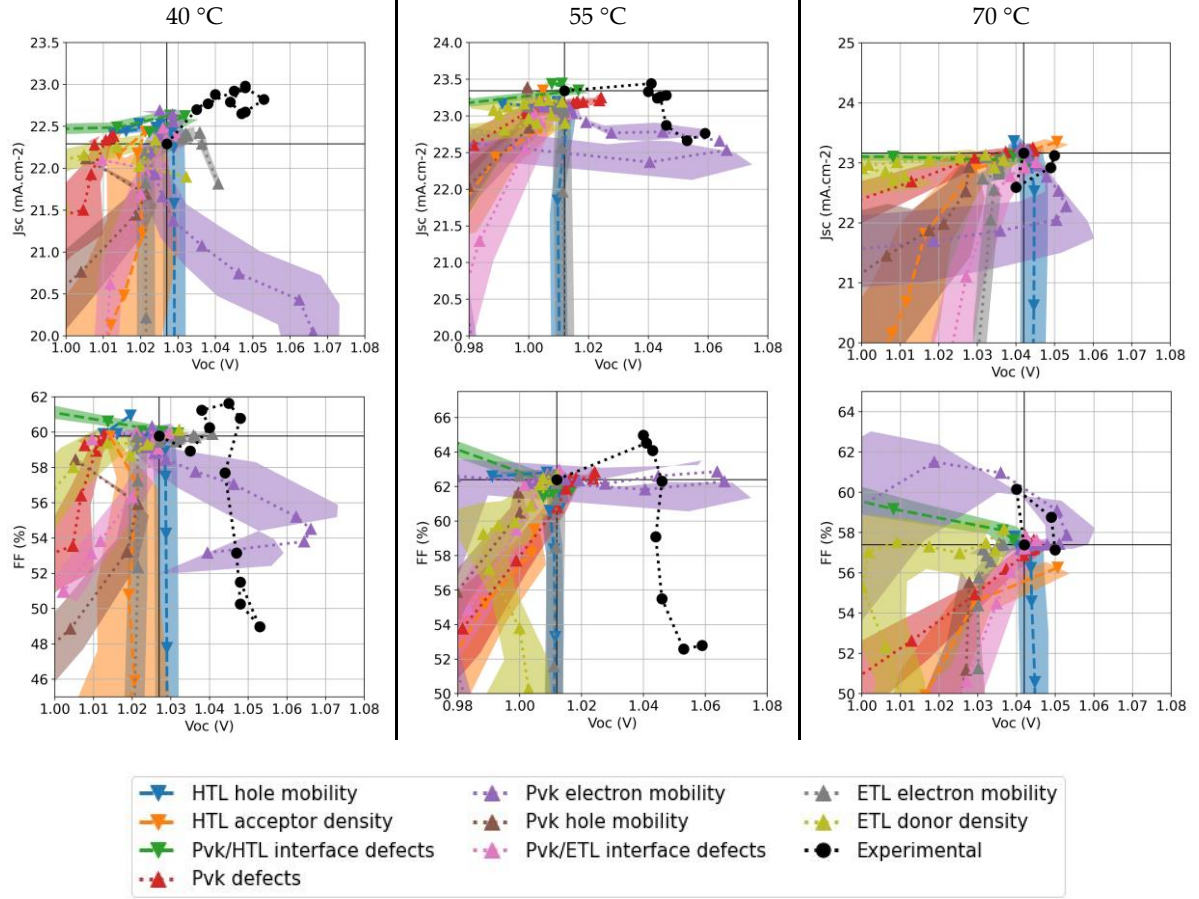 40 °C 55 °C 70 °C
23.5 24.0 25
23.0 23.5
22.5 23.0 24
22.0 22.5 23
21.5 22.0
21.0 21.5 22
20.5 21.0 21
20.0 20.5
20.0 20
Jsc (mA.cm-2) Jsc (mA.cm-2) Jsc (mA.cm-2)
1.00 1.01 1.02 1.03 1.04 1.05 1.06 1.07 1.08 0.98 1.00 1.02 1.04 1.06 1.08 1.00 1.01 1.02 1.03 1.04 1.05 1.06 1.07 1.08
Voc (V) Voc (V) Voc (V)
62 66 64
60 64 62
58 62 60
56 60 58
54 58 56
52 56 54
50 54 52
48 52 50
46 50
FF (%) FF (%) FF (%)
1.00 1.01 1.02 1.03 1.04 1.05 1.06 1.07 1.08 0.98 1.00 1.02 1.04 1.06 1.08 1.00 1.01 1.02 1.03 1.04 1.05 1.06 1.07 1.08
Voc (V) Voc (V) Voc (V)
HTL hole mobility Pvk electron mobility ETL electron mobility
HTL acceptor density Pvk hole mobility ETL donor density
Pvk/HTL interface defects Pvk/ETL interface defects Experimental
Pvk defects